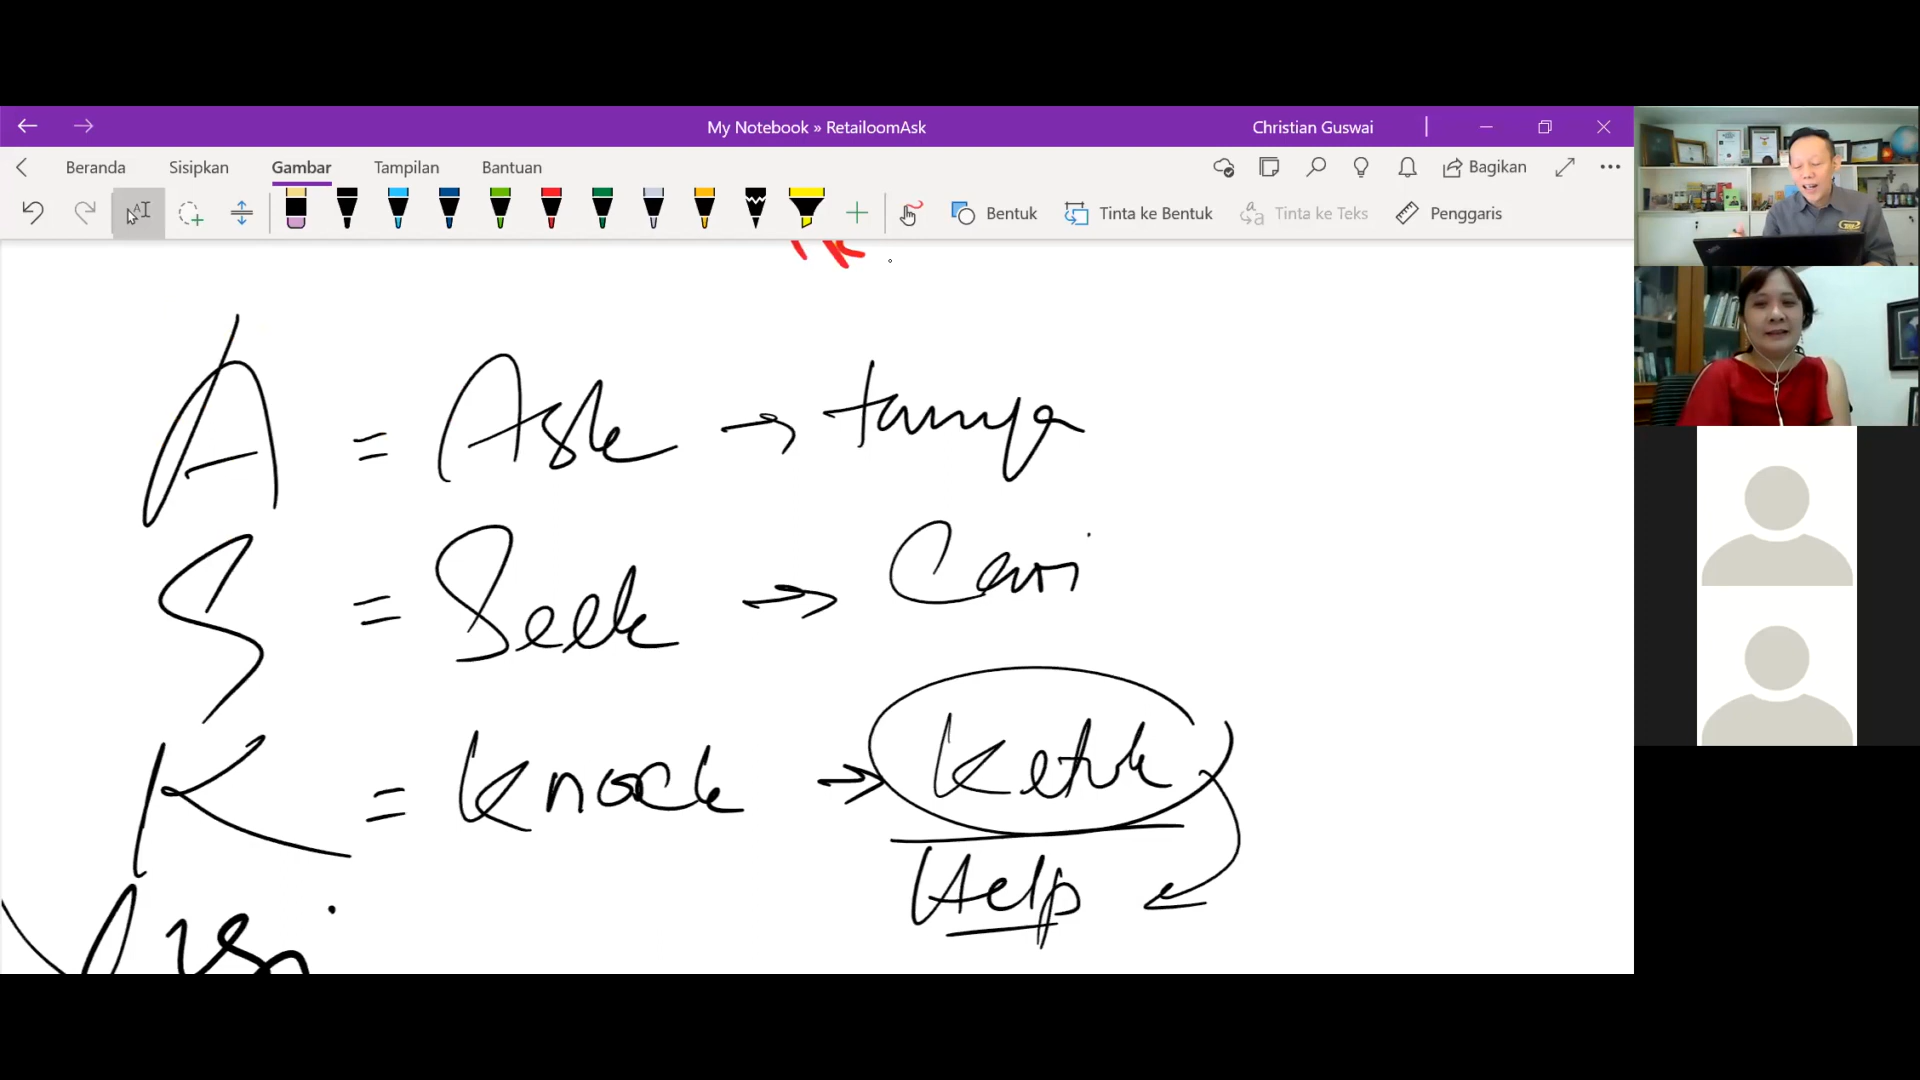 My Notebook » RetailoomAsk
Christian Guswai
Beranda Sisipkan Gambar Tampilan Bantuan Bagikan
Bentuk Tinta ke Bentuk Tinta ke Teks Penggaris
A = Ask → tanya
S = Seek → Cari
K = Knock → Ketuk
Help